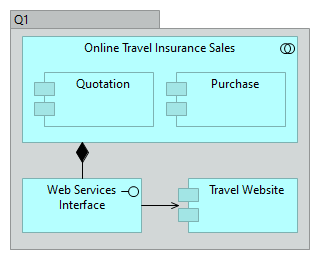 Q1
Online Travel Insurance Sales
Quotation
Purchase
Web Services
Interface
Travel Website